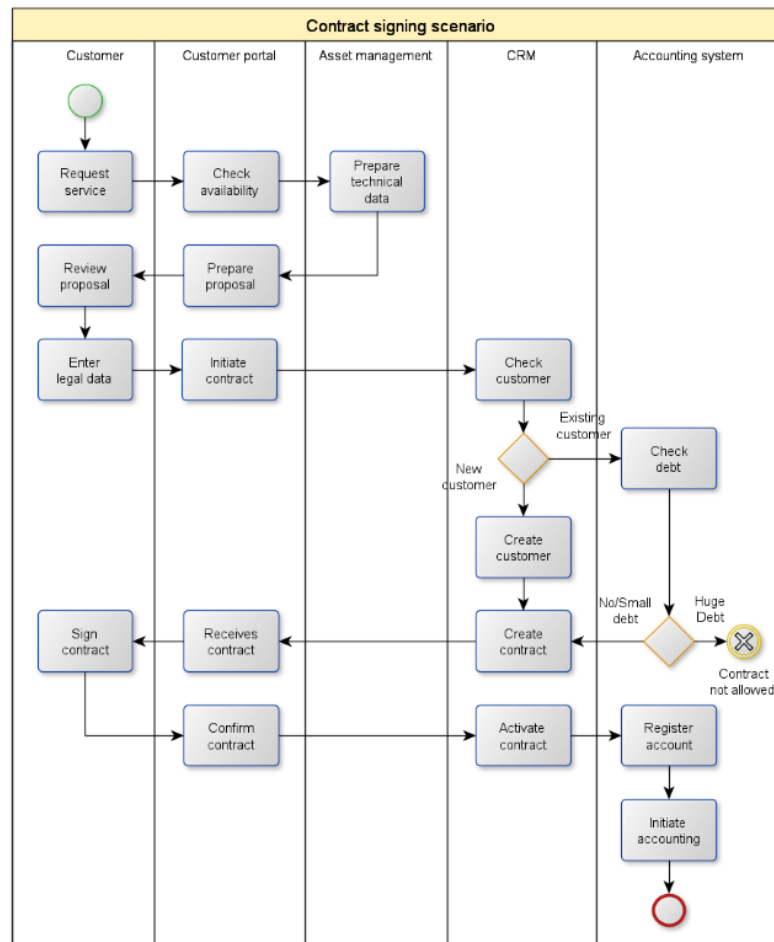 Contract signing scenario
Customer
Customer portal
Asset management
CRM
Accounting system
Request
service
Check
availability
Prepare
technical
data
Review
proposal
Prepare
proposal
Enter
legal data
Initiate
contract
Check
customer
Existing
customer
Check
debt
New
customer
Create
customer
Sign
contract
Receives
contract
Create
contract
No/Small
debt
Huge
Debt
Contract
not allowed
Confirm
contract
Activate
contract
Register
account
Initiate
accounting